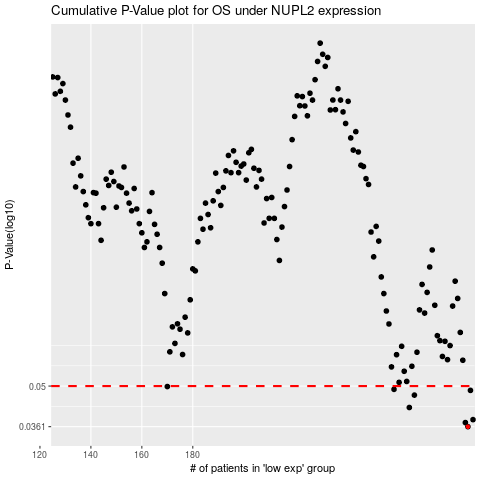 Cumulative P-Value plot for OS under NUPL2 expression
P-Value(log10)
0.05
0.0361
120 140 160 180
# of patients in 'low exp' group